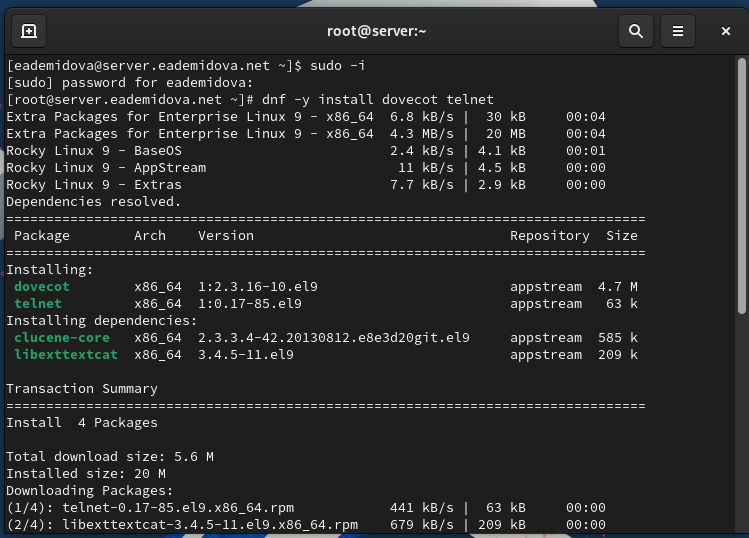 root@server:~
[eademidova@server.eademidova.net ~]$ sudo -i
[sudo] password for eademidova:
[root@server.eademidova.net ~]# dnf -y install dovecot telnet
Extra Packages for Enterprise Linux 9 - x86_64  6.8 kB/s |  30 kB     00:04
Extra Packages for Enterprise Linux 9 - x86_64  4.3 MB/s |  20 MB     00:04
Rocky Linux 9 - BaseOS                          2.4 kB/s | 4.1 kB     00:01
Rocky Linux 9 - AppStream                        11 kB/s | 4.5 kB     00:00
Rocky Linux 9 - Extras                          7.7 kB/s | 2.9 kB     00:00
Dependencies resolved.
================================================================================
 Package        Arch    Version                                Repository  Size
================================================================================
Installing:
 dovecot        x86_64  1:2.3.16-10.el9                        appstream  4.7 M
 telnet         x86_64  1:0.17-85.el9                          appstream   63 k
Installing dependencies:
 clucene-core   x86_64  2.3.3.4-42.20130812.e8e3d20git.el9     appstream  585 k
 libexttextcat  x86_64  3.4.5-11.el9                           appstream  209 k

Transaction Summary
================================================================================
Install  4 Packages

Total download size: 5.6 M
Installed size: 20 M
Downloading Packages:
(1/4): telnet-0.17-85.el9.x86_64.rpm            441 kB/s |  63 kB     00:00
(2/4): libexttextcat-3.4.5-11.el9.x86_64.rpm    679 kB/s | 209 kB     00:00